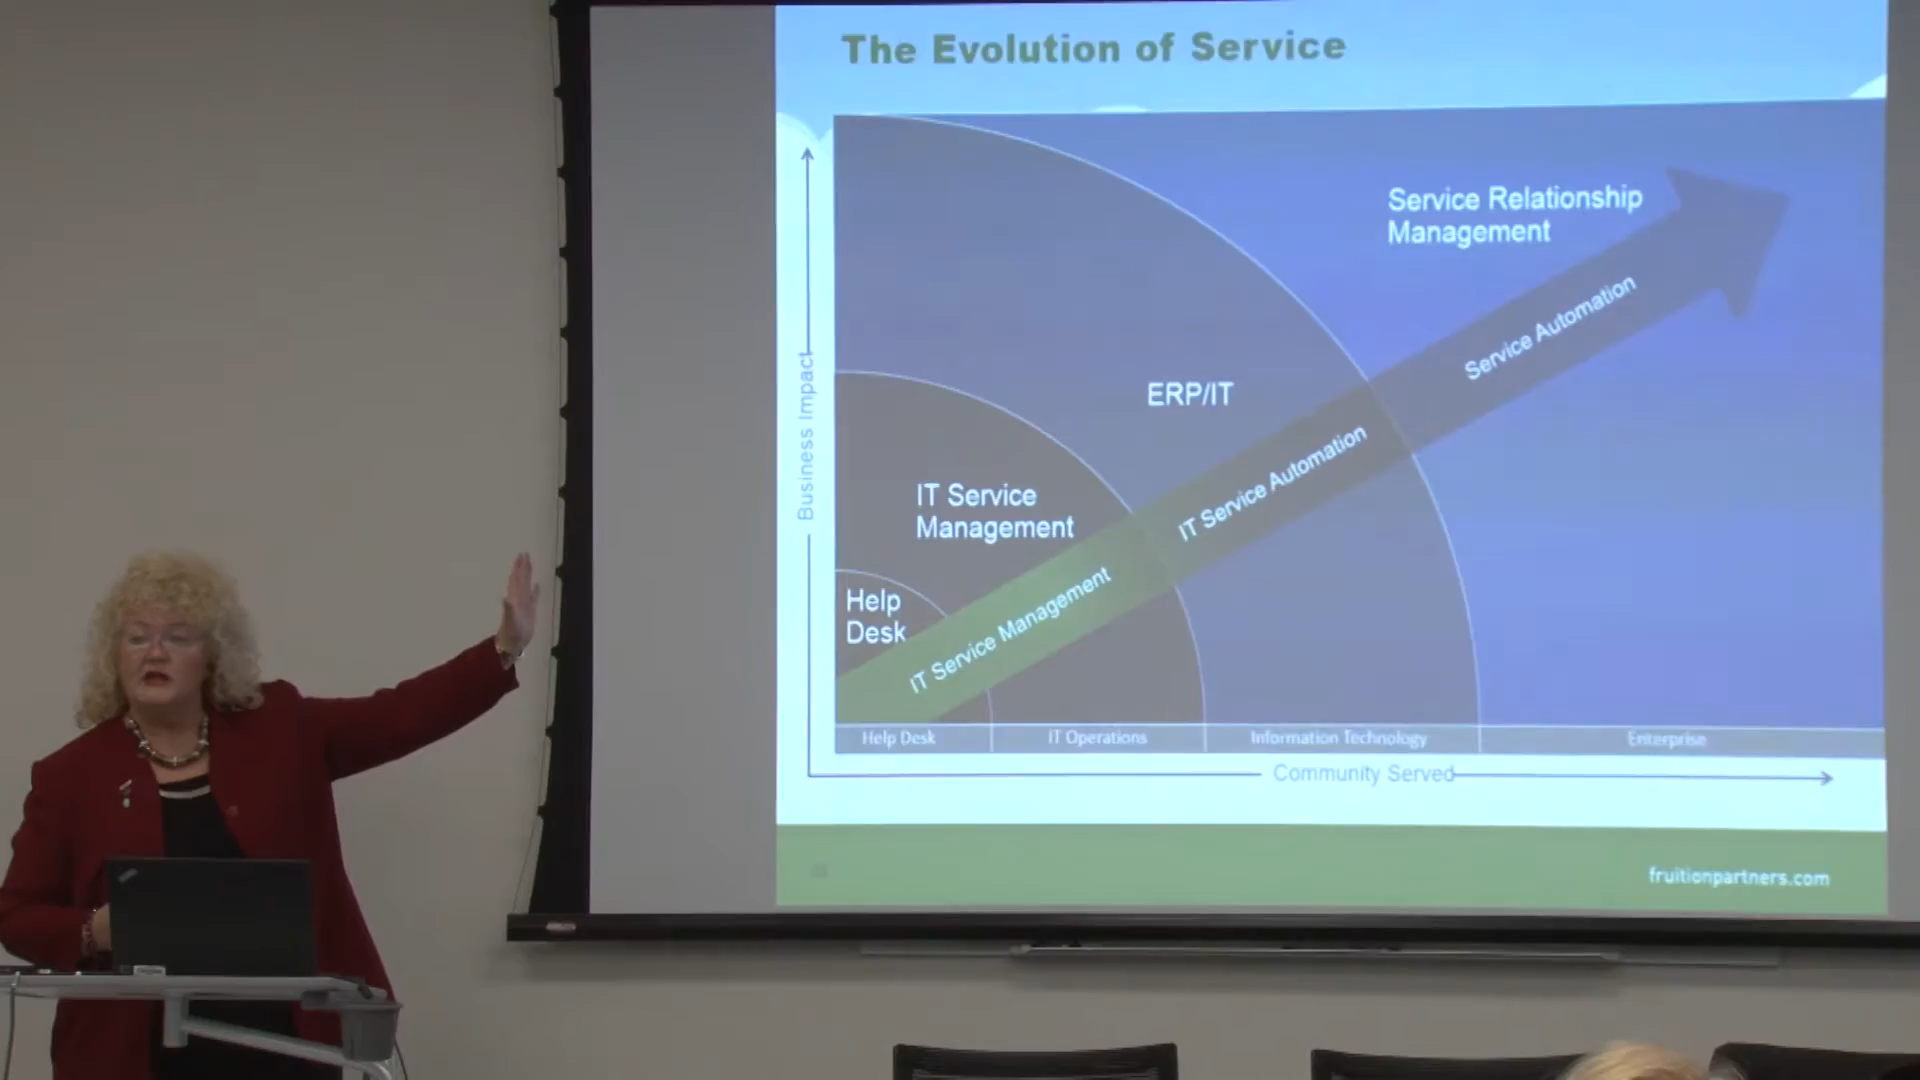 The Evolution of Service
Service Relationship
Management
Service Automation
ERP/IT
IT Service Automation
IT Service
Management
IT Service Management
Help
Desk
Business Impact
Help Desk
IT Operations
Information Technology
Enterprise
Community Served
fruitionpartners.com